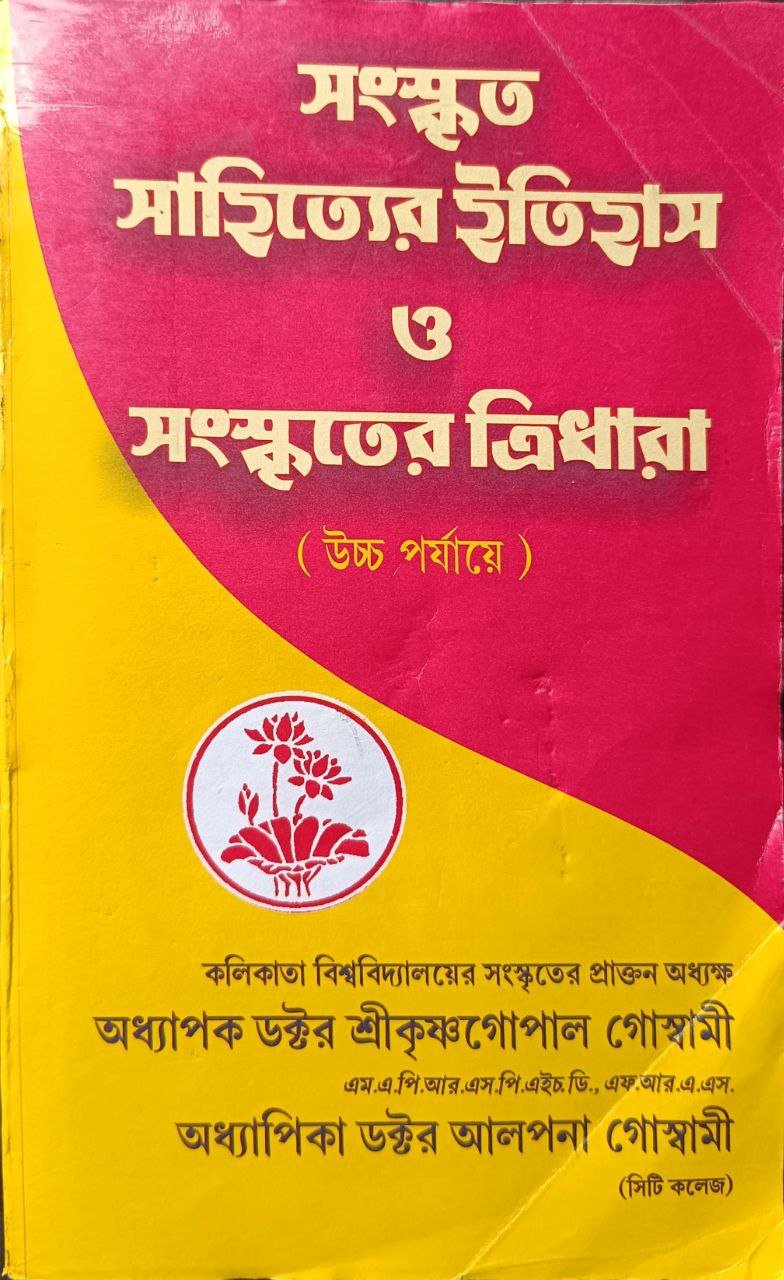 সংস্কৃত
সাহিত্যের ইতিহাস
ও
সংস্কৃতের ত্রিধারা
( উচ্চ পর্যায়ে )
কলিকাতা বিশ্ববিদ্যালয়ের সংস্কৃতের প্রাক্তন অধ্যক্ষ
অধ্যাপক ডক্টর শ্রীকৃষ্ণগোপাল গোস্বামী
এম.এ.পি.আর.এস.পি.এইচ.ডি., এফ.আর.এ.এস.
অধ্যাপিকা ডক্টর আলপনা গোস্বামী
(সিটি কলেজ)